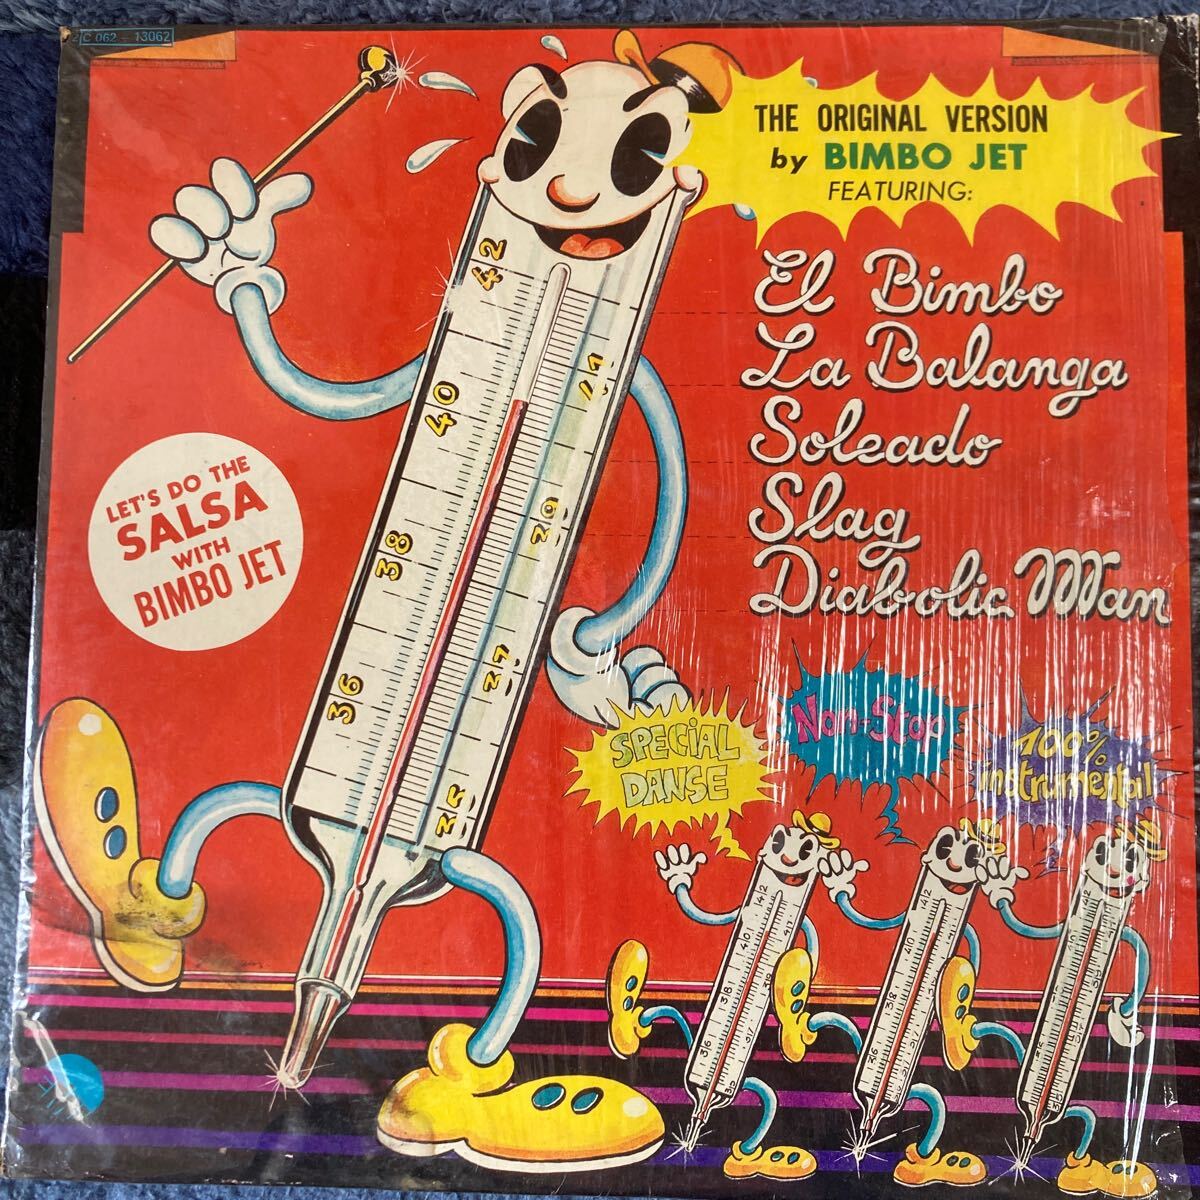 2 C 062 - 13062
THE ORIGINAL VERSION
by BIMBO JET
FEATURING:
El Bimbo
La Balanga
Soleado
Slag
Diabolic Man
LET'S DO THE
SALSA
WITH
BIMBO JET
42
41
40
39
38
37
36
35
SPECIAL
DANSE
Non-Stop
100%
instrumental